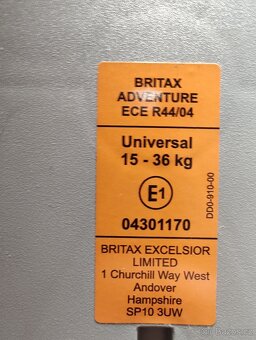 BRITAX
ADVENTURE
ECE R44/04
Universal
15 - 36 kg
E1
04301170
DD0-910-00
BRITAX EXCELSIOR
LIMITED
1 Churchill Way West
Andover
Hampshire
SP10 3UW